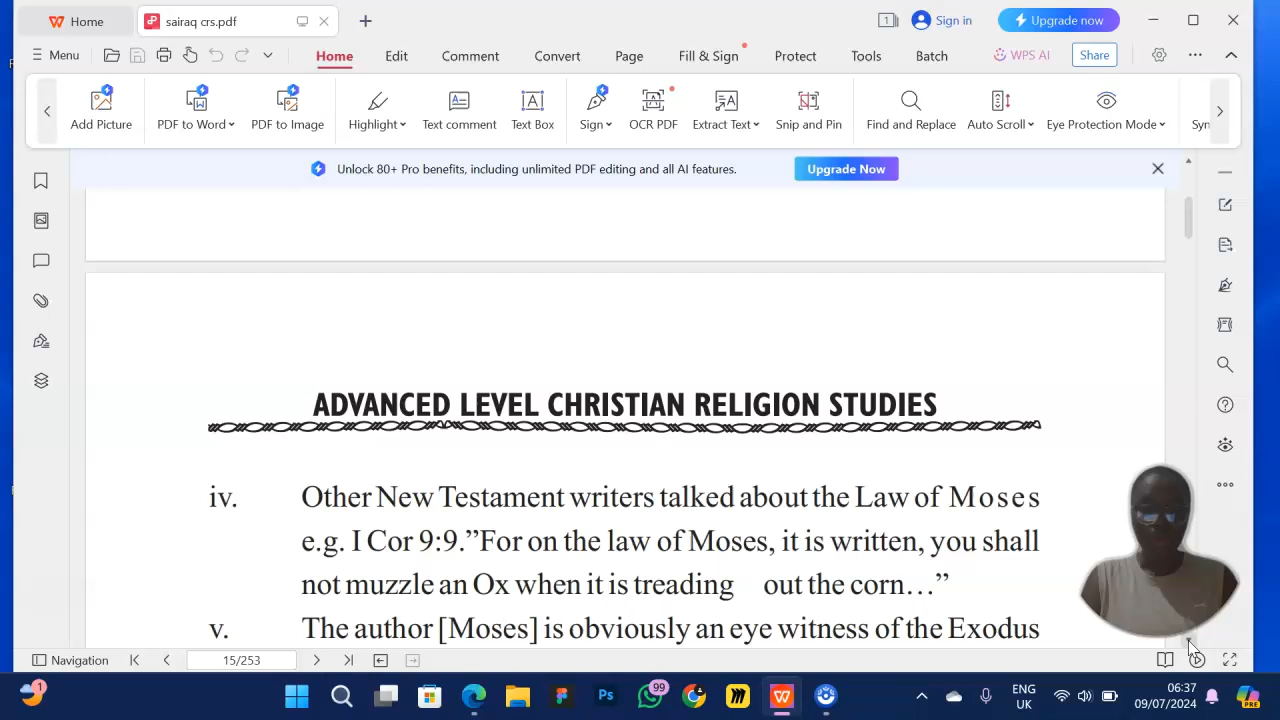 Home
sairaq crs.pdf
1
Sign in
Upgrade now
Menu
Home
Edit
Comment
Convert
Page
Fill & Sign
Protect
Tools
Batch
WPS AI
Share
Add Picture
PDF to Word
PDF to Image
Highlight
Text comment
Text Box
Sign
OCR PDF
Extract Text
Snip and Pin
Find and Replace
Auto Scroll
Eye Protection Mode
Syn
Unlock 80+ Pro benefits, including unlimited PDF editing and all AI features.
Upgrade Now
ADVANCED LEVEL CHRISTIAN RELIGION STUDIES
iv. Other New Testament writers talked about the Law of Moses
e.g. I Cor 9:9.”For on the law of Moses, it is written, you shall
not muzzle an Ox when it is treading out the corn…”
v. The author [Moses] is obviously an eye witness of the Exodus
Navigation
15/253
1
Ps
99
ENG
UK
06:37
09/07/2024
PRE